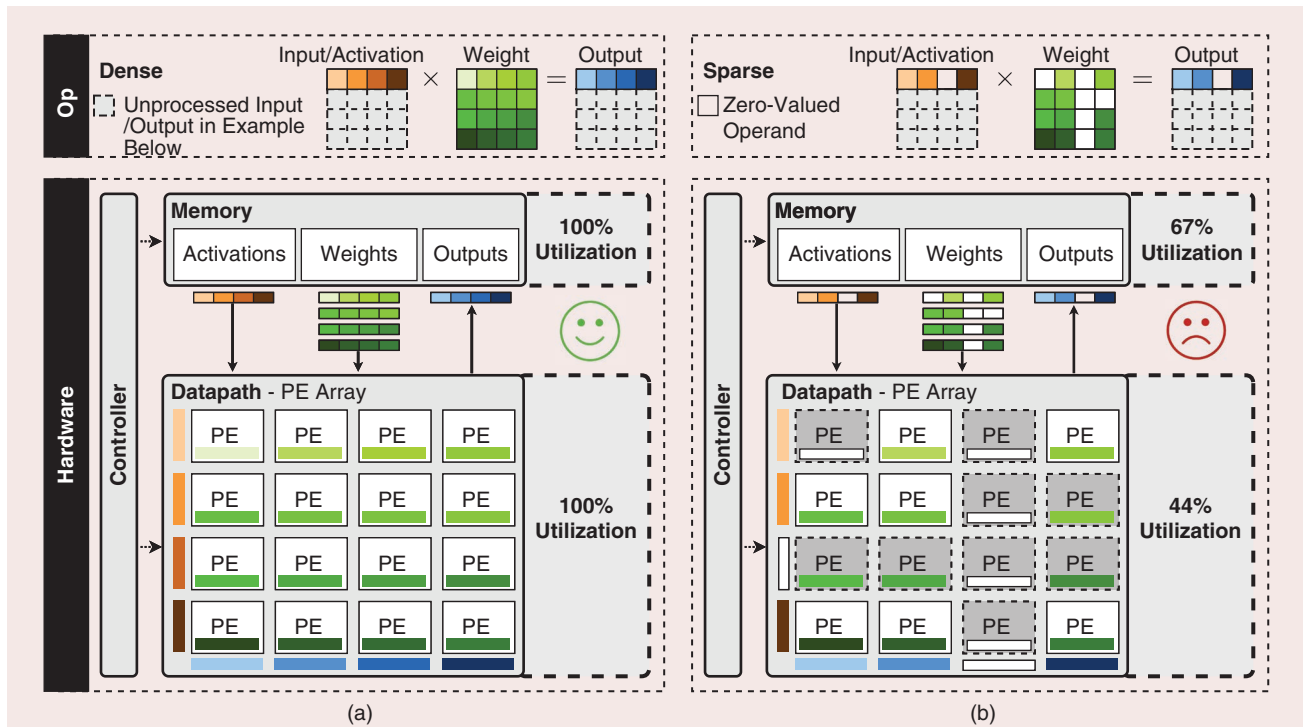 Op
Dense
Unprocessed Input
/Output in Example
Below
Input/Activation
×
Weight
=
Output
Sparse
Zero-Valued
Operand
Input/Activation
×
Weight
=
Output
Hardware
Controller
Memory
Activations
Weights
Outputs
100%
Utilization
Datapath - PE Array
PE PE PE PE
PE PE PE PE
PE PE PE PE
PE PE PE PE
100%
Utilization
(a)
Controller
Memory
Activations
Weights
Outputs
67%
Utilization
Datapath - PE Array
PE PE PE PE
PE PE PE PE
PE PE PE PE
PE PE PE PE
44%
Utilization
(b)